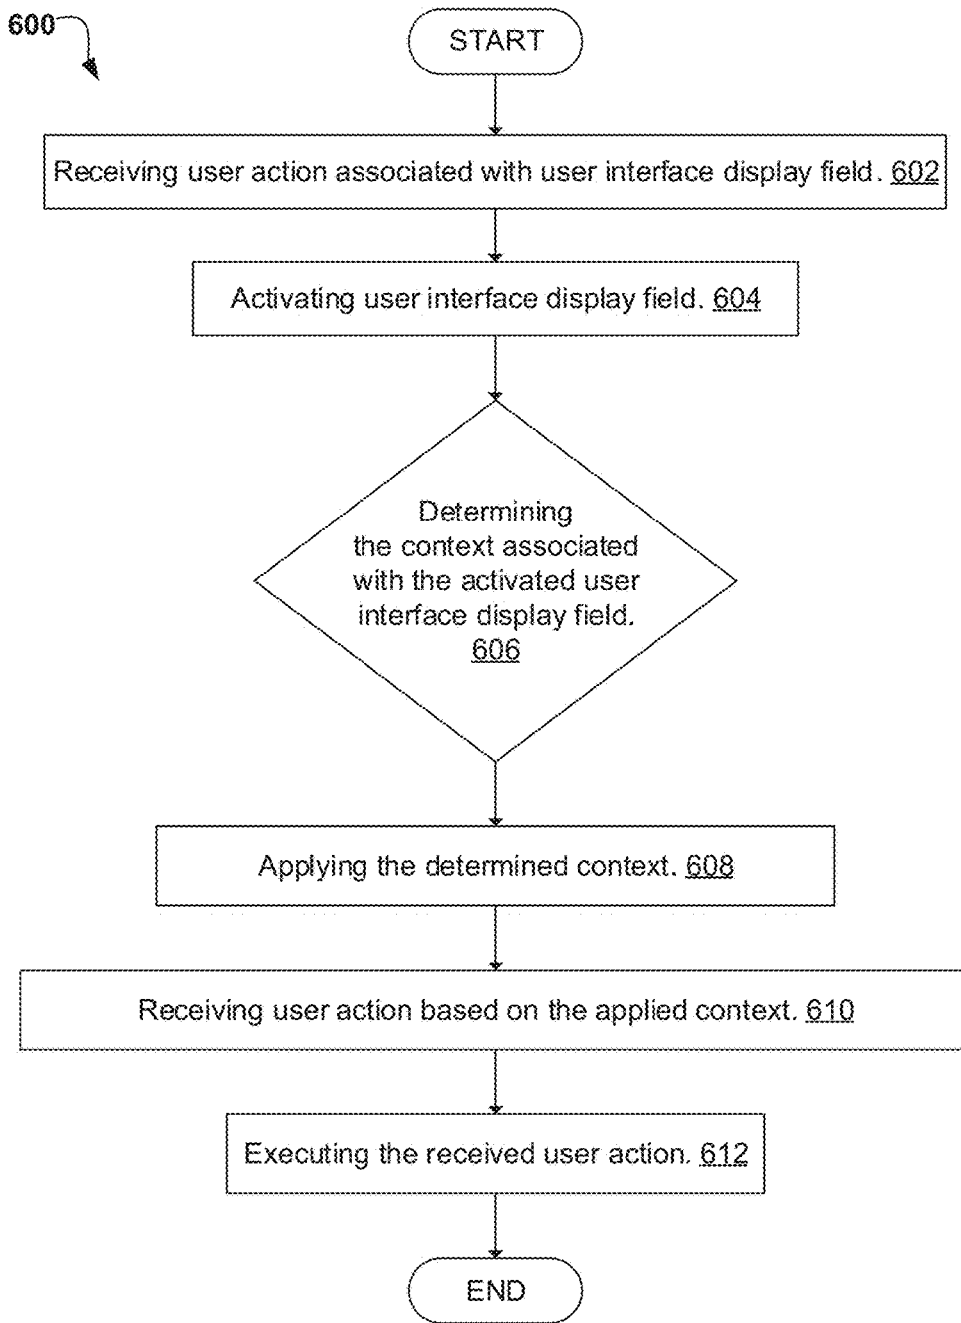 600
START
Receiving user action associated with user interface display field. 602
Activating user interface display field. 604
Determining
the context associated
with the activated user
interface display field.
606
Applying the determined context. 608
Receiving user action based on the applied context. 610
Executing the received user action. 612
END